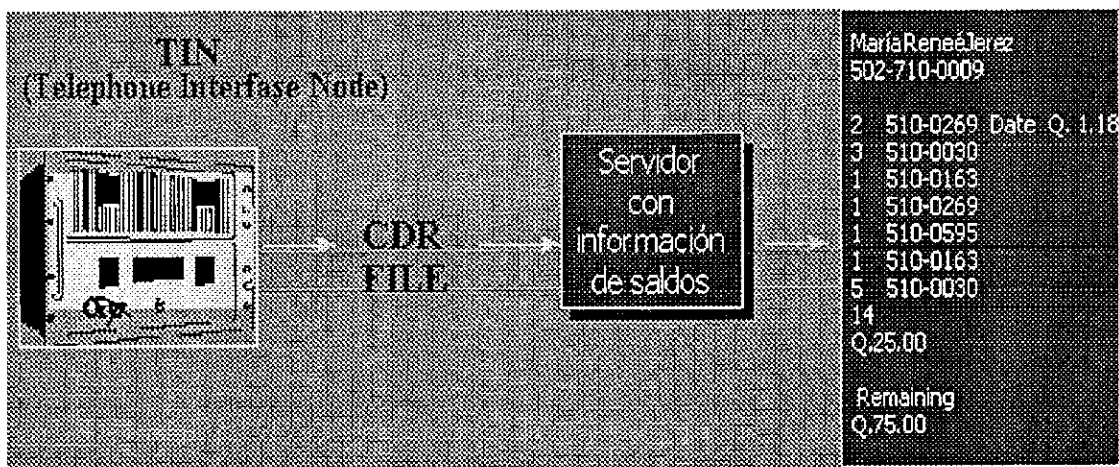 TIN
(Telephone Interfase Node)
CDR
FILE
Servidor
con
información
de saldos
MaríaReneéJerez
502-710-0009
2 510-0269 Date Q. 1.18
3 510-0030
1 510-0163
1 510-0269
1 510-0595
1 510-0163
5 510-0030
14
Q.25.00
Remaining
Q.75.00